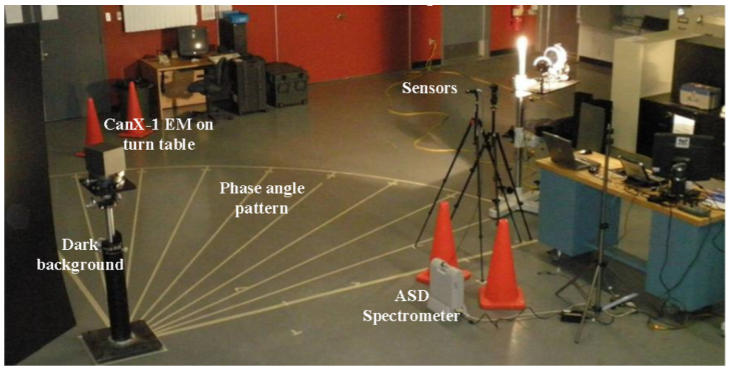 Sensors
CanX-1 EM on
turn table
Phase angle
pattern
Dark
background
ASD
Spectrometer